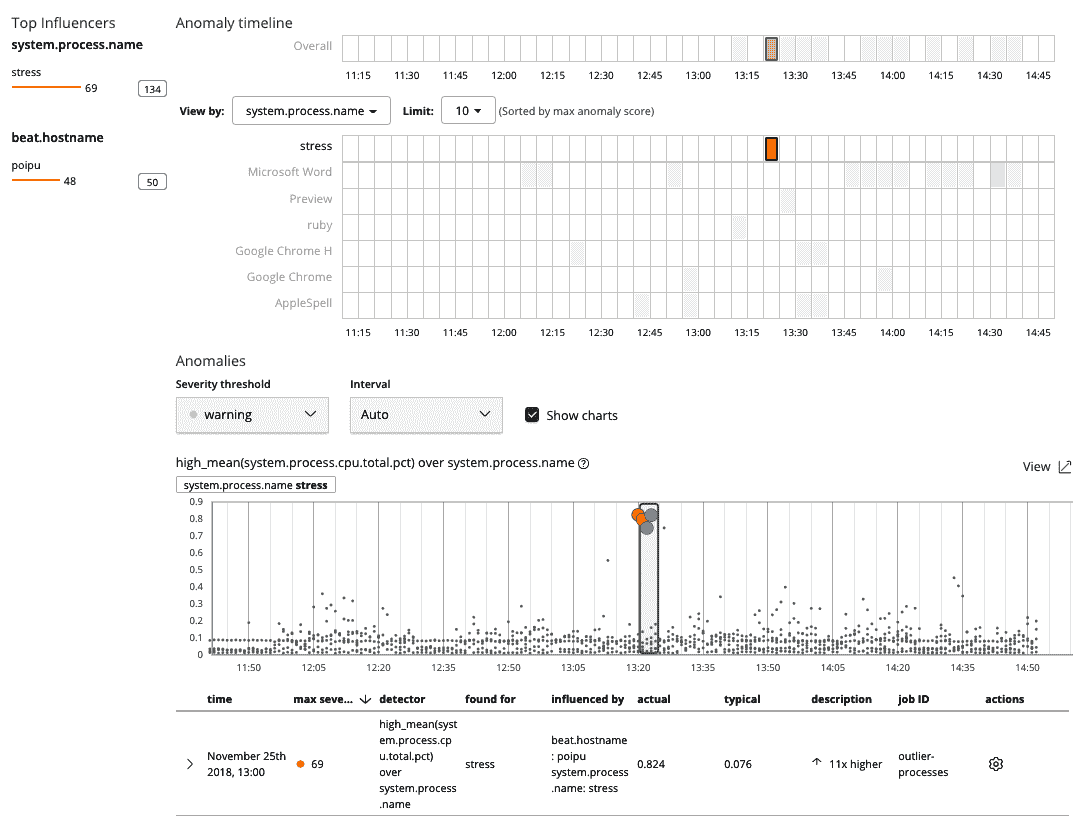 Top Influencers
system.process.name
stress
69
134
beat.hostname
poipu
48
50
Anomaly timeline
Overall
11:15 11:30 11:45 12:00 12:15 12:30 12:45 13:00 13:15 13:30 13:45 14:00 14:15 14:30 14:45
View by: system.process.name Limit: 10 (Sorted by max anomaly score)
stress
Microsoft Word
Preview
ruby
Google Chrome H
Google Chrome
AppleSpell
11:15 11:30 11:45 12:00 12:15 12:30 12:45 13:00 13:15 13:30 13:45 14:00 14:15 14:30 14:45
Anomalies
Severity threshold Interval
warning Auto Show charts
high_mean(system.process.cpu.total.pct) over system.process.name
View
system.process.name stress
0.9
0.8
0.7
0.6
0.5
0.4
0.3
0.2
0.1
0
11:50 12:05 12:20 12:35 12:50 13:05 13:20 13:35 13:50 14:05 14:20 14:35 14:50
time max seve... detector found for influenced by actual typical description job ID actions
November 25th
2018, 13:00
69
high_mean(syst
em.process.cp
u.total.pct)
over
system.process
.name
stress
beat.hostname
: poipu
system.process
.name: stress
0.824
0.076
11x higher
outlier-
processes